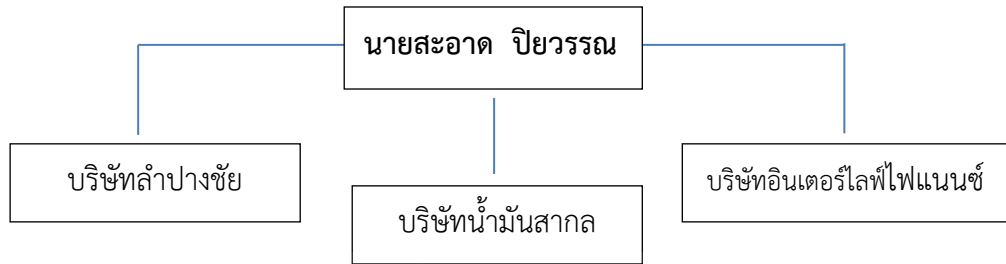 นายสะอาด ปิยวรรณ
บริษัทลำปางชัย
บริษัทน้ำมันสากล
บริษัทอินเตอร์ไลฟ์ไฟแนนซ์